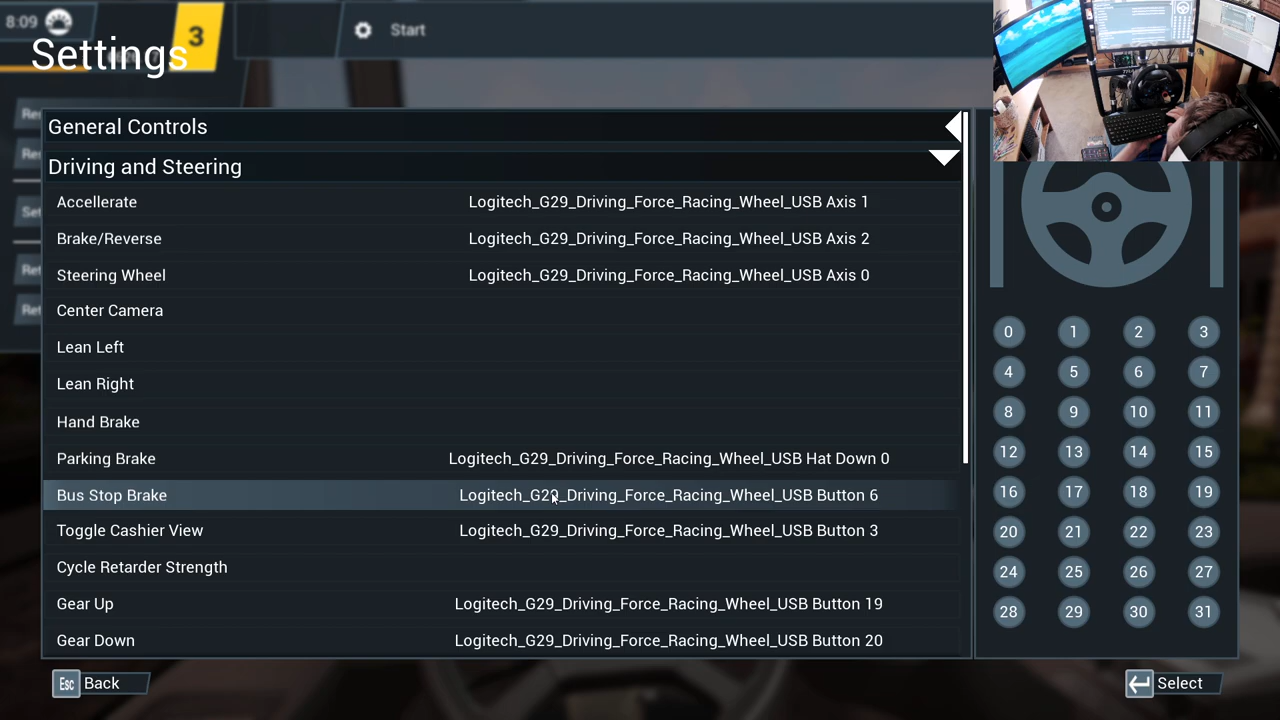 8:09
3
Start
Settings
General Controls
Driving and Steering
Accellerate Logitech_G29_Driving_Force_Racing_Wheel_USB Axis 1
Brake/Reverse Logitech_G29_Driving_Force_Racing_Wheel_USB Axis 2
Steering Wheel Logitech_G29_Driving_Force_Racing_Wheel_USB Axis 0
Center Camera
Lean Left
Lean Right
Hand Brake
Parking Brake Logitech_G29_Driving_Force_Racing_Wheel_USB Hat Down 0
Bus Stop Brake Logitech_G29_Driving_Force_Racing_Wheel_USB Button 6
Toggle Cashier View Logitech_G29_Driving_Force_Racing_Wheel_USB Button 3
Cycle Retarder Strength
Gear Up Logitech_G29_Driving_Force_Racing_Wheel_USB Button 19
Gear Down Logitech_G29_Driving_Force_Racing_Wheel_USB Button 20
0 1 2 3
4 5 6 7
8 9 10 11
12 13 14 15
16 17 18 19
20 21 22 23
24 25 26 27
28 29 30 31
Esc Back
Select